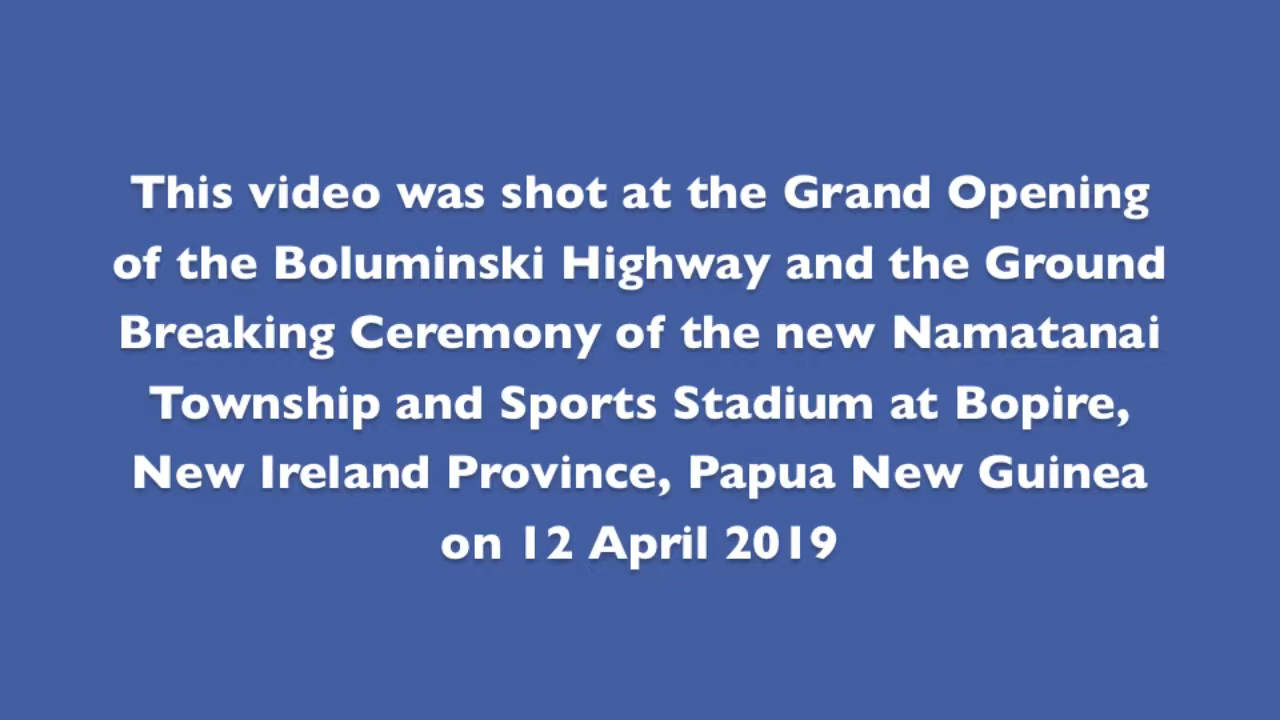 This video was shot at the Grand Opening
of the Boluminski Highway and the Ground
Breaking Ceremony of the new Namatanai
Township and Sports Stadium at Bopire,
New Ireland Province, Papua New Guinea
on 12 April 2019